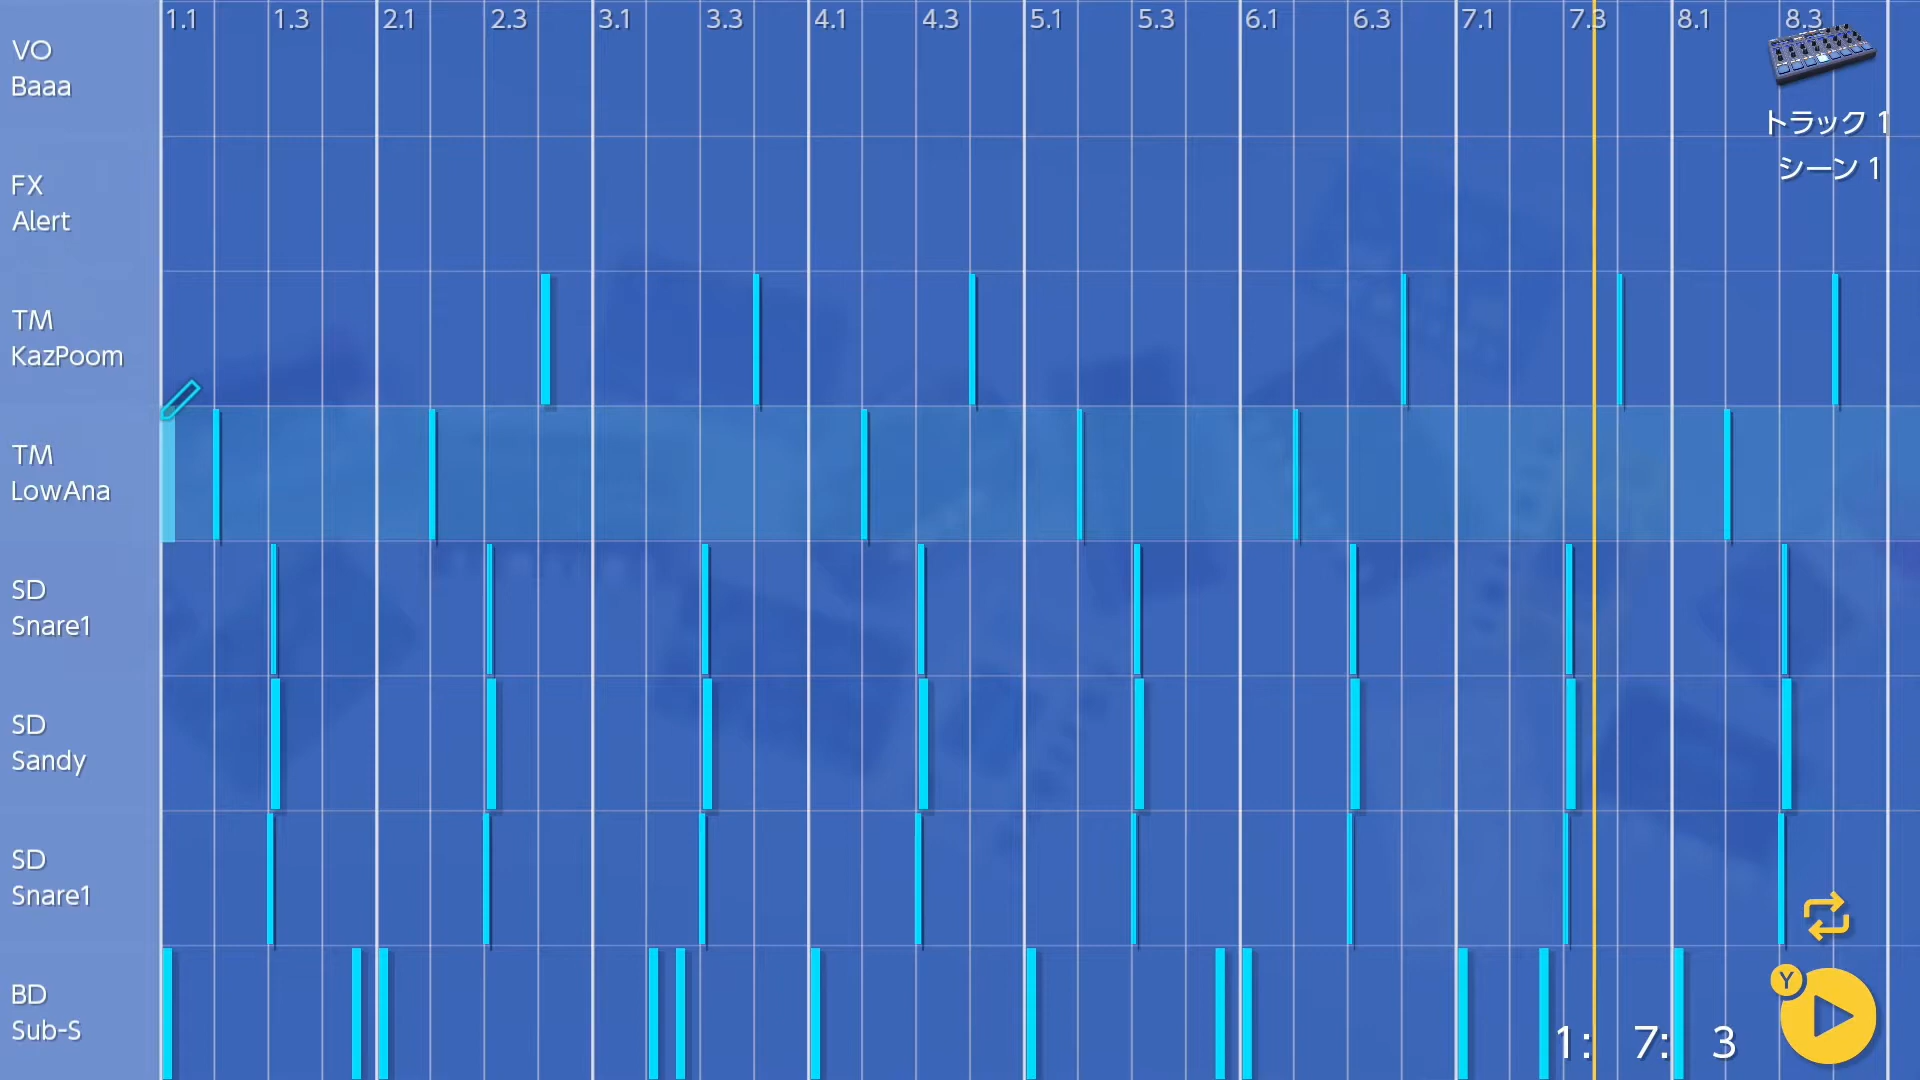 1.1 1.3 2.1 2.3 3.1 3.3 4.1 4.3 5.1 5.3 6.1 6.3 7.1 7.3 8.1 8.3
VO
Baaa
トラック 1
シーン 1
FX
Alert
TM
KazPoom
TM
LowAna
SD
Snare1
SD
Sandy
SD
Snare1
BD
Sub-S
Y
1: 7: 3